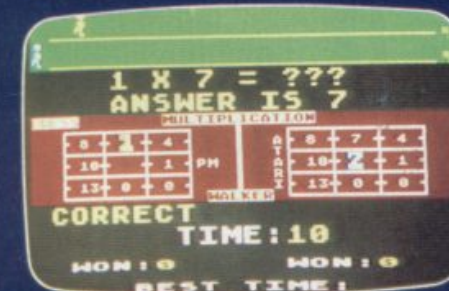 1 X 7 = ???
ANSWER IS 7
MULTIPLICATION
8 1 4 8 7 4
10 1 PM ATARI 10 2 1
13 0 0 13 0 0
WALKER
CORRECT
TIME:10
WON:0 WON:0
BEST TIME: